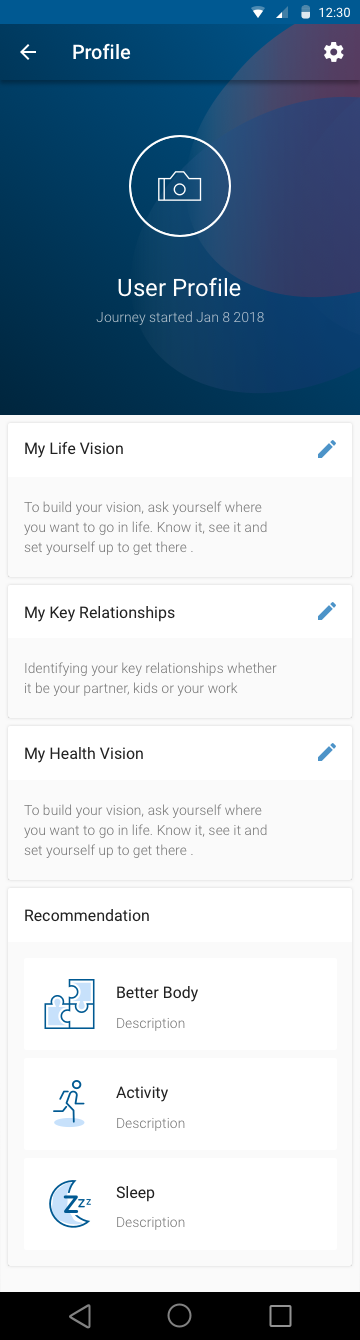 12:30
Profile
User Profile
Journey started Jan 8 2018
My Life Vision
To build your vision, ask yourself where
you want to go in life. Know it, see it and
set yourself up to get there .
My Key Relationships
Identifying your key relationships whether
it be your partner, kids or your work
My Health Vision
To build your vision, ask yourself where
you want to go in life. Know it, see it and
set yourself up to get there .
Recommendation
Better Body
Description
Activity
Description
Zzz
Sleep
Description